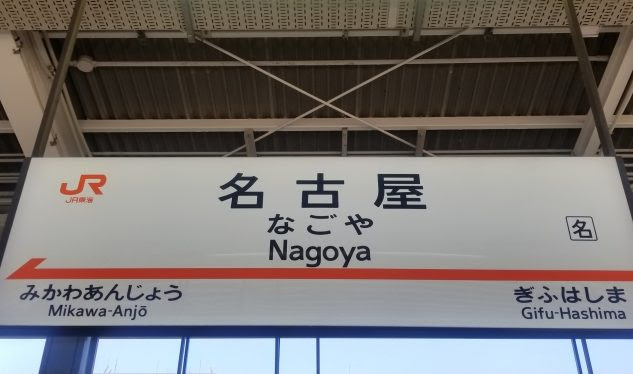 JR
JR東海
名古屋
なごや
Nagoya
名
みかわあんじょう
Mikawa-Anjō
ぎふはしま
Gifu-Hashima